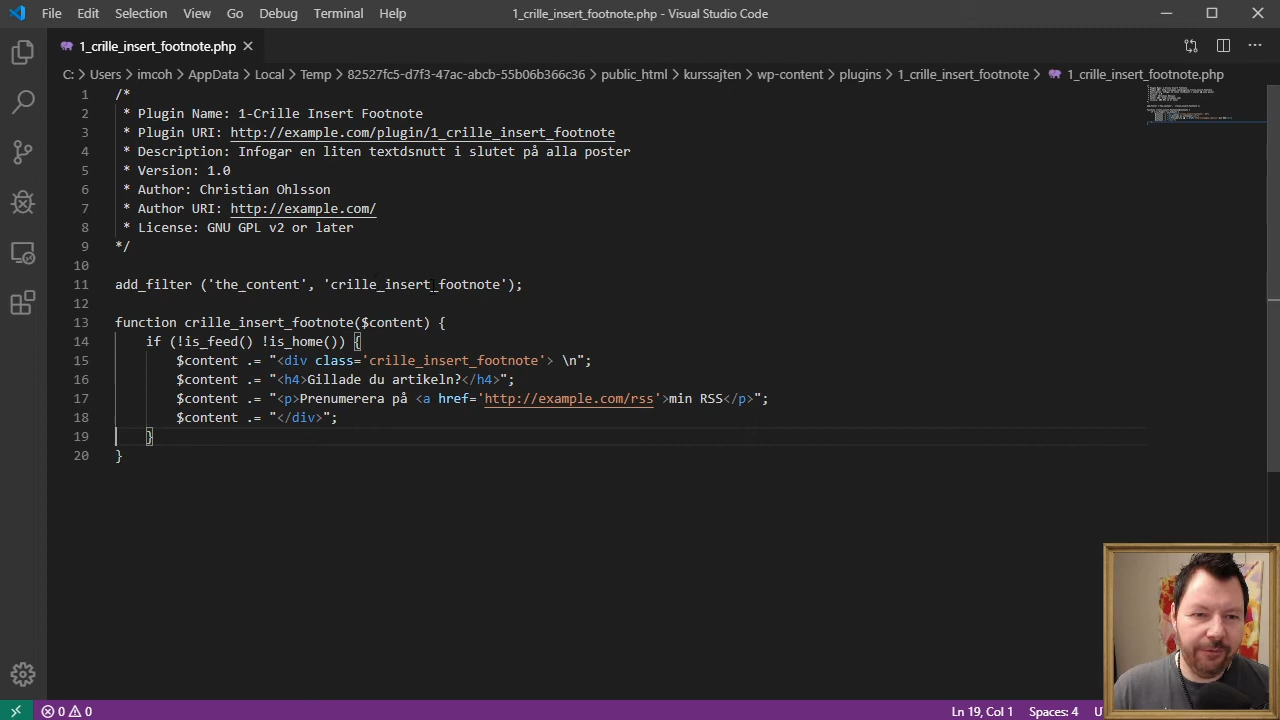 File Edit Selection View Go Debug Terminal Help 1_crille_insert_footnote.php - Visual Studio Code
1_crille_insert_footnote.php
C: > Users > imcoh > AppData > Local > Temp > 82527fc5-d7f3-47ac-abcb-55b06b366c36 > public_html > kurssajten > wp-content > plugins > 1_crille_insert_footnote > 1_crille_insert_footnote.php
1 /*
2 * Plugin Name: 1-Crille Insert Footnote
3 * Plugin URI: http://example.com/plugin/1_crille_insert_footnote
4 * Description: Infogar en liten textdsnutt i slutet på alla poster
5 * Version: 1.0
6 * Author: Christian Ohlsson
7 * Author URI: http://example.com/
8 * License: GNU GPL v2 or later
9 */
10
11 add_filter ('the_content', 'crille_insert_footnote');
12
13 function crille_insert_footnote($content) {
14 if (!is_feed() !is_home()) {
15 $content .= "<div class='crille_insert_footnote'> \n";
16 $content .= "<h4>Gillade du artikeln?</h4>";
17 $content .= "<p>Prenumerera på <a href='http://example.com/rss'>min RSS</p>";
18 $content .= "</div>";
19 }
20 }
0 0 Ln 19, Col 1 Spaces: 4